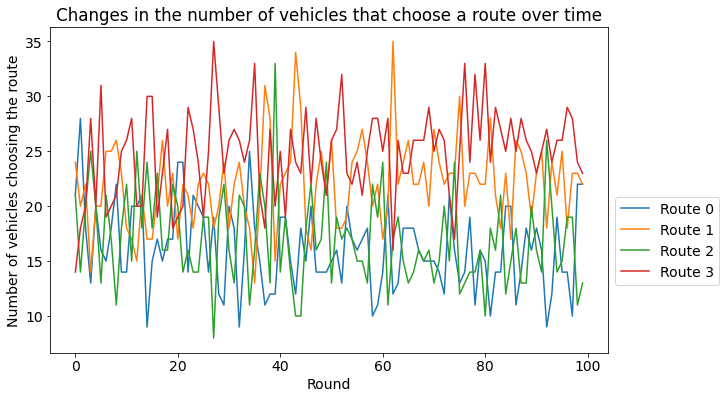 Changes in the number of vehicles that choose a route over time
Number of vehicles choosing the route
35
30
25
20
15
10
0
20
40
60
80
100
Round
Route 0
Route 1
Route 2
Route 3